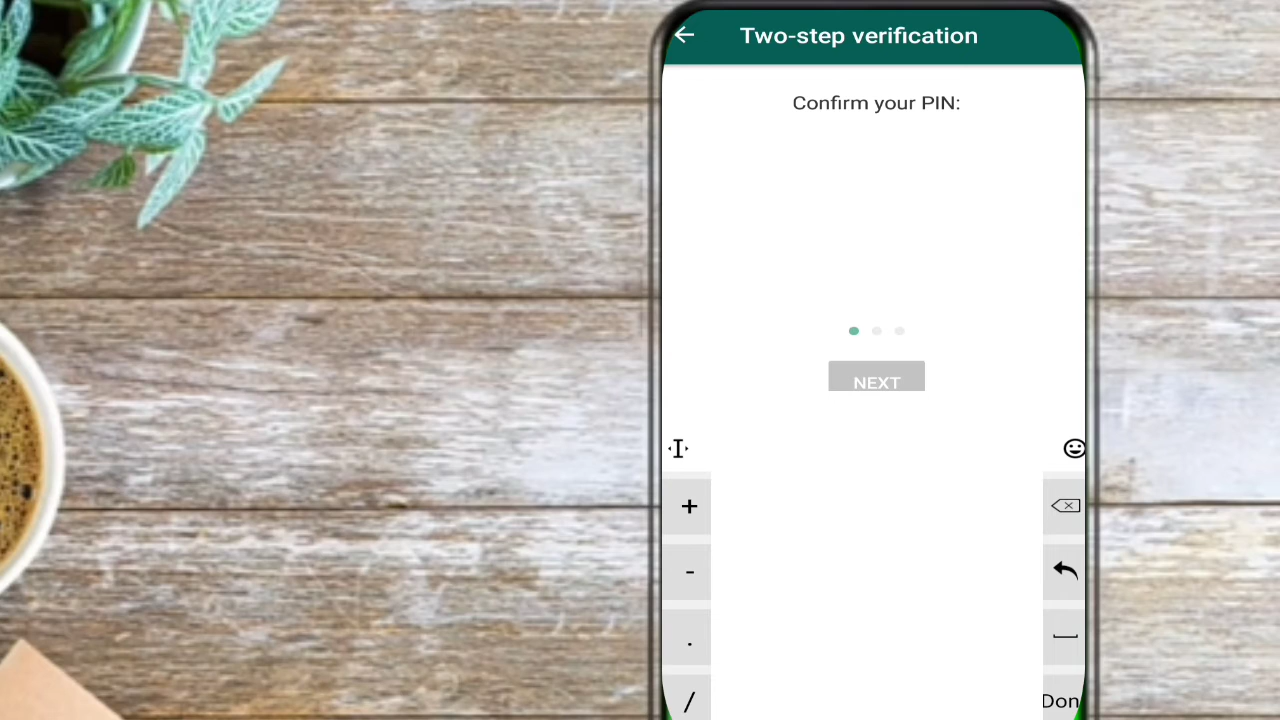 Two-step verification
Confirm your PIN:
NEXT
+
-
.
/
Don